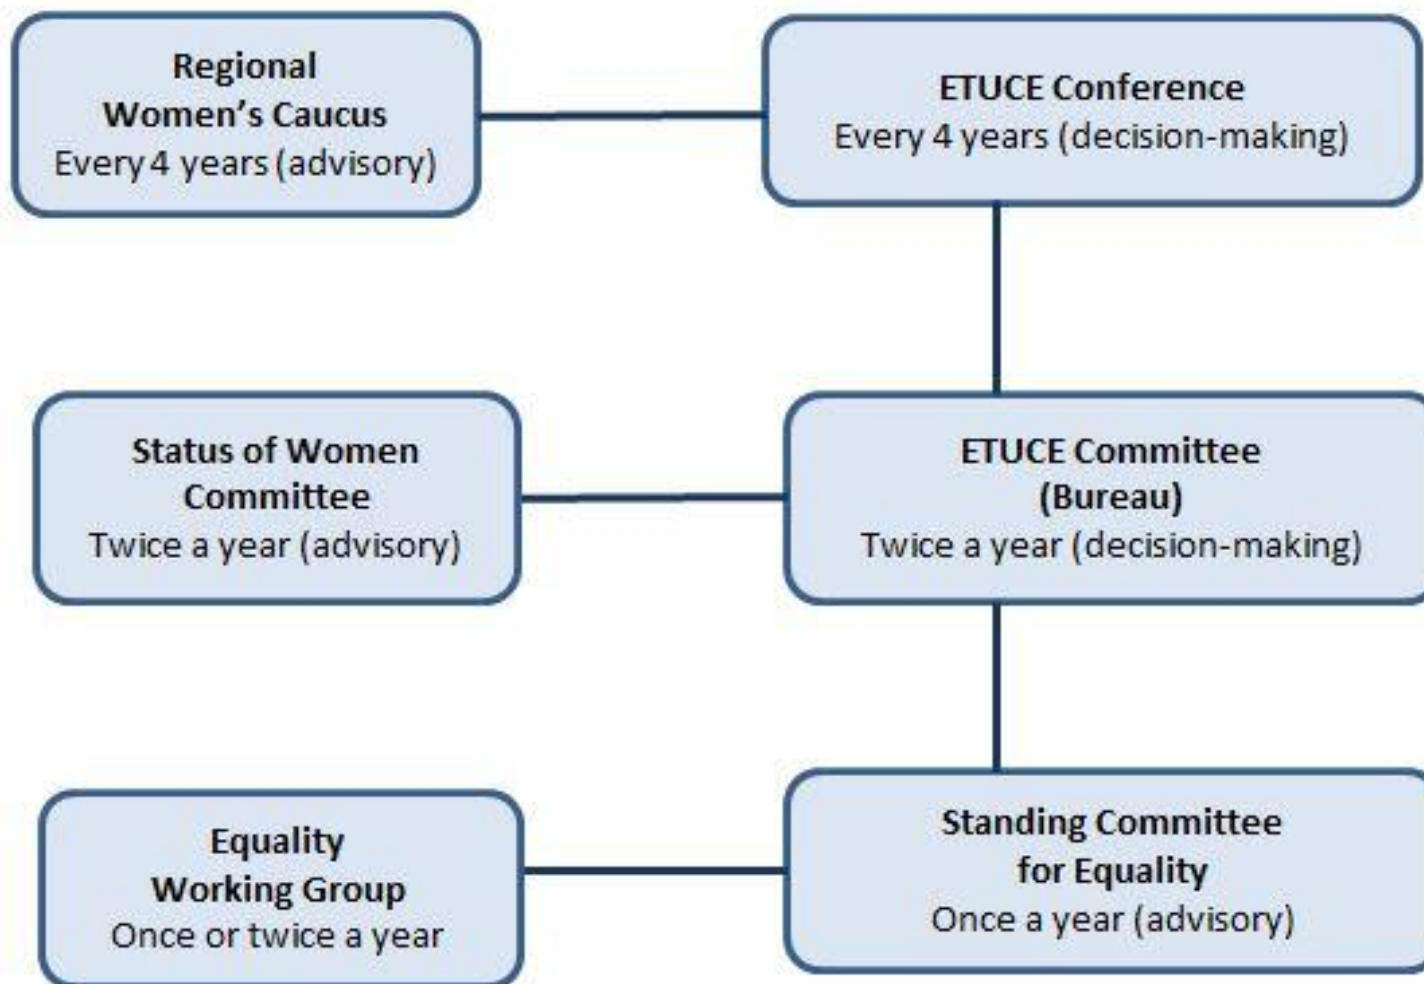 Regional
Women’s Caucus
Every 4 years (advisory)
ETUCE Conference
Every 4 years (decision-making)
Status of Women
Committee
Twice a year (advisory)
ETUCE Committee
(Bureau)
Twice a year (decision-making)
Equality
Working Group
Once or twice a year
Standing Committee
for Equality
Once a year (advisory)